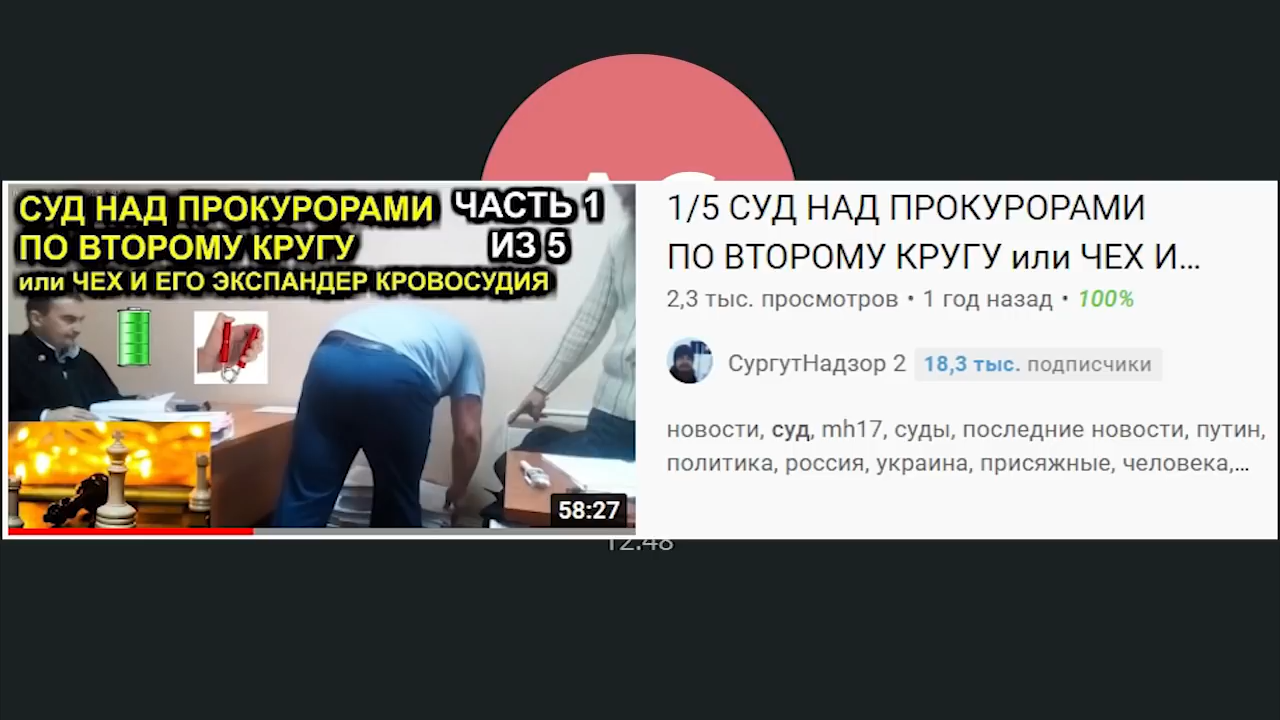 СУД НАД ПРОКУРОРАМИ
ПО ВТОРОМУ КРУГУ
или ЧЕХ И ЕГО ЭКСПАНДЕР КРОВОСУДИЯ
ЧАСТЬ 1
ИЗ 5
58:27
1/5 СУД НАД ПРОКУРОРАМИ
ПО ВТОРОМУ КРУГУ или ЧЕХ И...
2,3 тыс. просмотров • 1 год назад • 100%
СургутНадзор 2 18,3 тыс. подписчики
новости, суд, mh17, суды, последние новости, путин,
политика, россия, украина, присяжные, человека,...
12:48